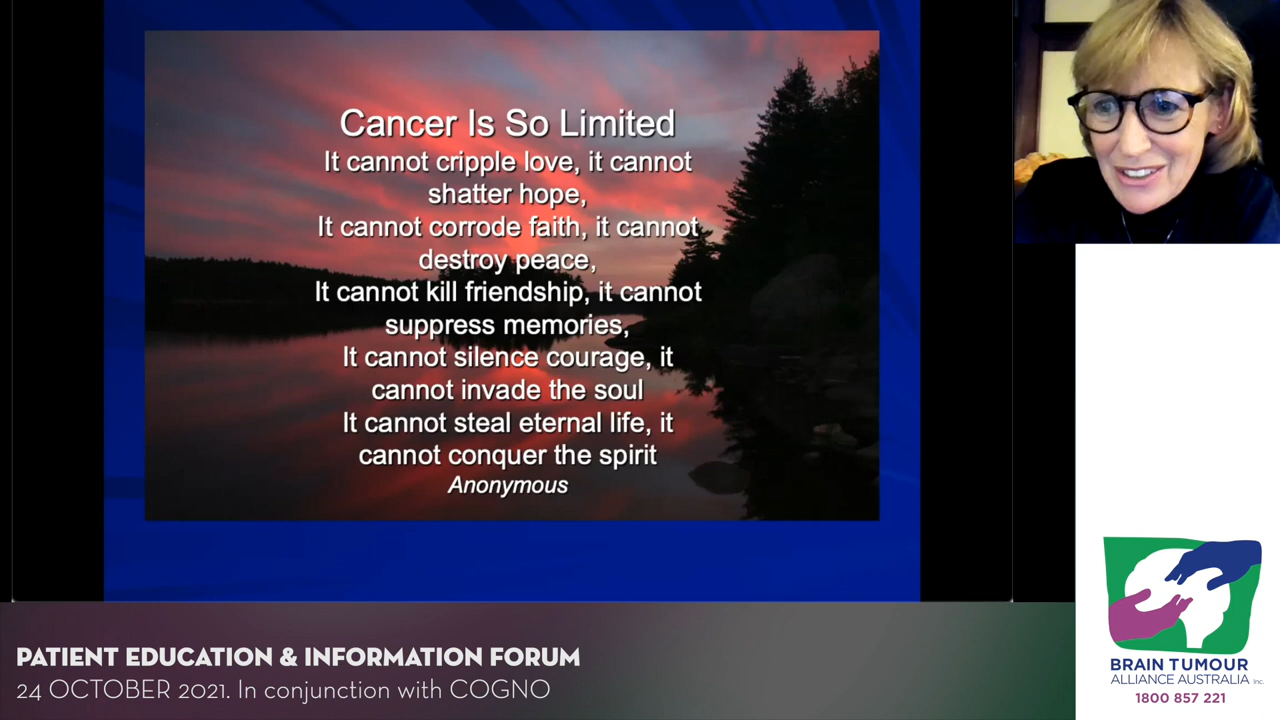 Cancer Is So Limited
It cannot cripple love, it cannot
shatter hope,
It cannot corrode faith, it cannot
destroy peace,
It cannot kill friendship, it cannot
suppress memories,
It cannot silence courage, it
cannot invade the soul
It cannot steal eternal life, it
cannot conquer the spirit
Anonymous
PATIENT EDUCATION & INFORMATION FORUM
24 OCTOBER 2021. In conjunction with COGNO
BRAIN TUMOUR
ALLIANCE AUSTRALIA Inc.
1800 857 221